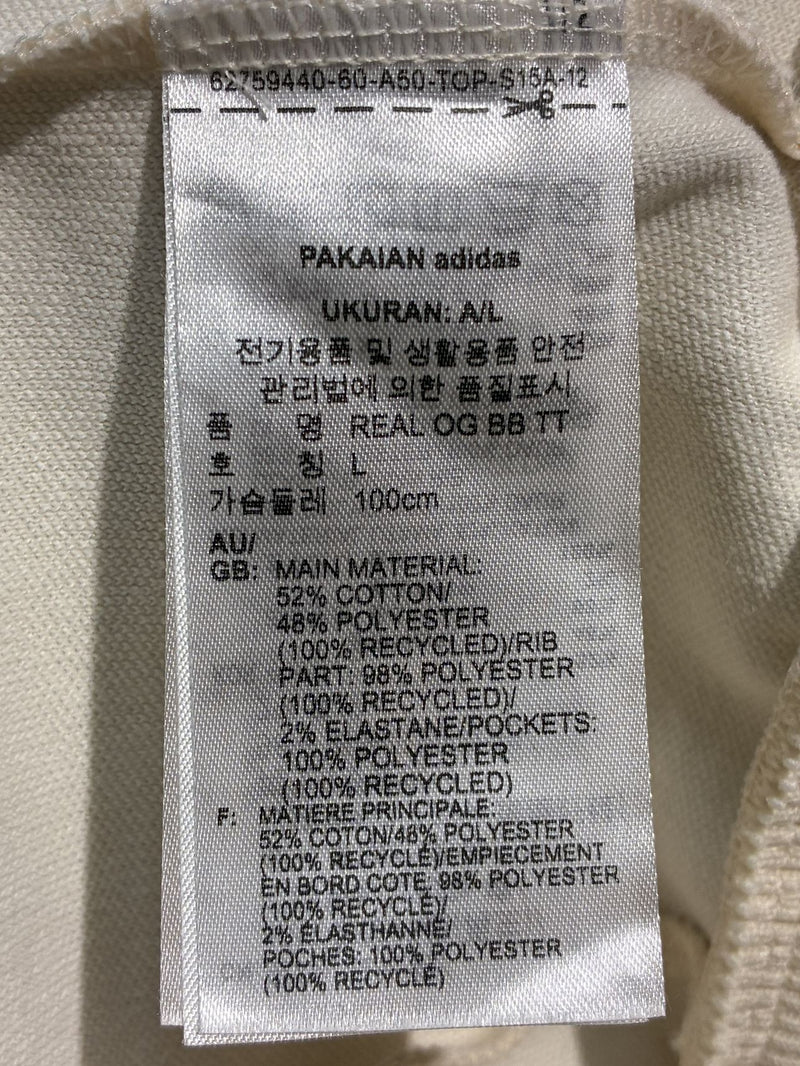 62759440-60-A50-TOP-S15A-12
PAKAIAN adidas
UKURAN: A/L
전기용품 및 생활용품 안전
관리법에 의한 품질표시
품 명 REAL OG BB TT
호 칭 L
가슴둘레 100cm
AU/
GB: MAIN MATERIAL:
52% COTTON/
48% POLYESTER
(100% RECYCLED)/RIB
PART: 98% POLYESTER
(100% RECYCLED)/
2% ELASTANE/POCKETS:
100% POLYESTER
(100% RECYCLED)
F: MATIERE PRINCIPALE:
52% COTON/48% POLYESTER
(100% RECYCLÉ)/EMPIECEMENT
EN BORD COTE, 98% POLYESTER
(100% RECYCLÉ)/
2% ÉLASTHANNE/
POCHES: 100% POLYESTER
(100% RECYCLÉ)